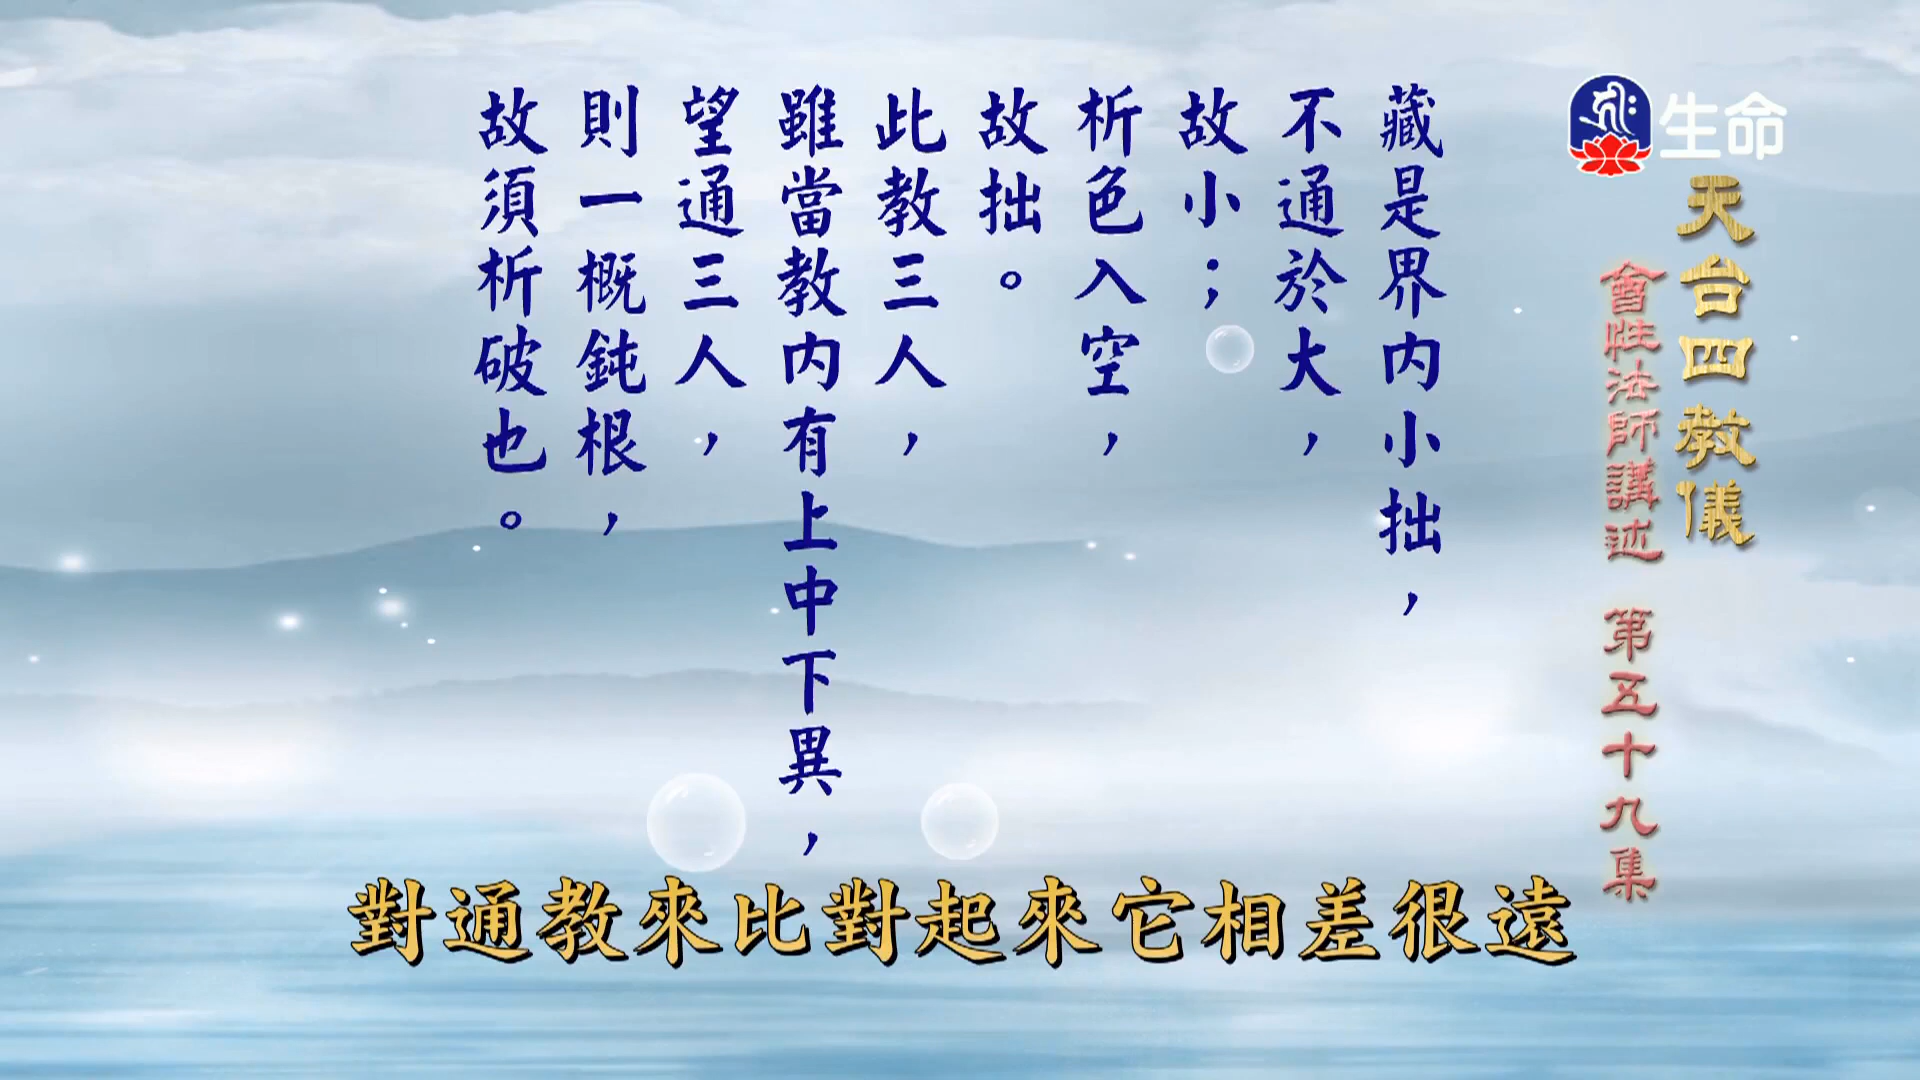 生命
天台四教儀
會性法師講述 第五十九集
藏是界内小拙，
不通於大，
故小；
析色入空，
故拙。
此教三人，
雖當教内有上中下異，
望通三人，
則一概鈍根，
故須析破也。
對通教來比對起來它相差很遠